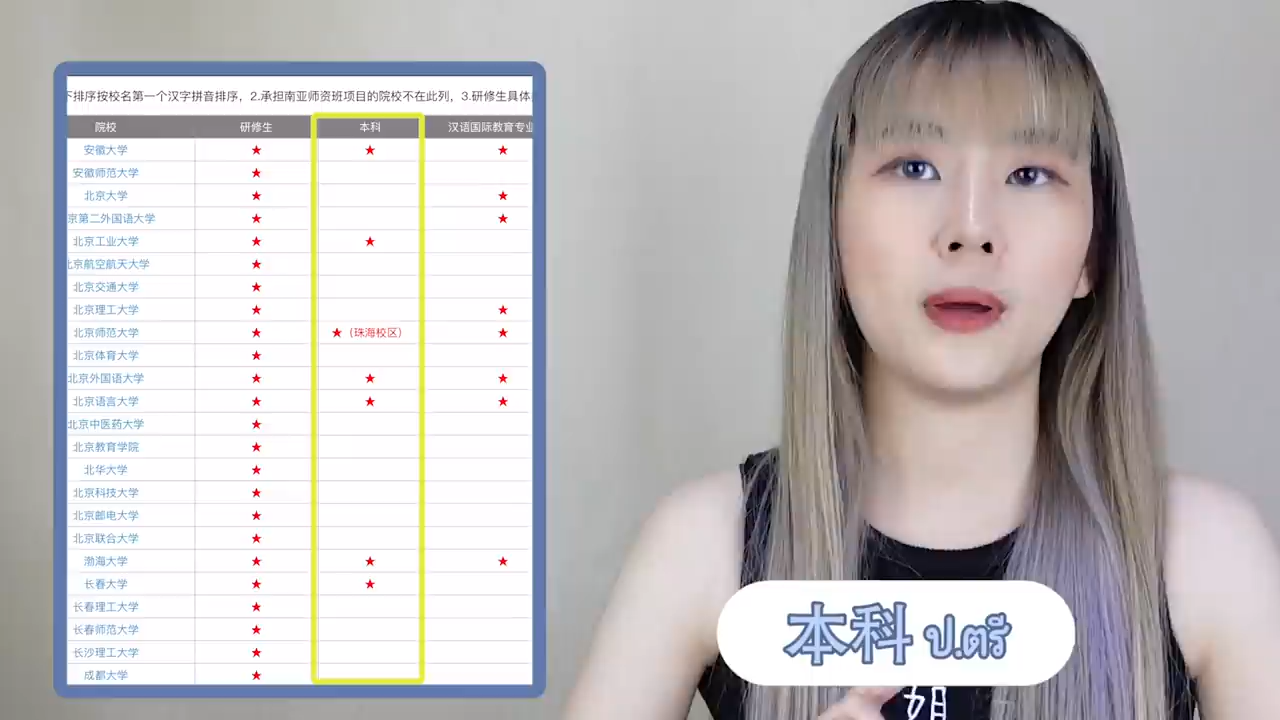 下排序按校名第一个汉字拼音排序，2.承担南亚师资班项目的院校不在此列，3.研修生具体
院校 研修生 本科 汉语国际教育专业
安徽大学 ★ ★ ★
安徽师范大学 ★
北京大学 ★ ★
京第二外国语大学 ★ ★
北京工业大学 ★ ★
北京航空航天大学 ★
北京交通大学 ★
北京理工大学 ★ ★
北京师范大学 ★ ★（珠海校区） ★
北京体育大学 ★
北京外国语大学 ★ ★ ★
北京语言大学 ★ ★ ★
北京中医药大学 ★
北京教育学院 ★
北华大学 ★
北京科技大学 ★
北京邮电大学 ★
北京联合大学 ★
渤海大学 ★ ★ ★
长春大学 ★ ★
长春理工大学 ★
长春师范大学 ★
长沙理工大学 ★
成都大学 ★
本科 ป.ตรี